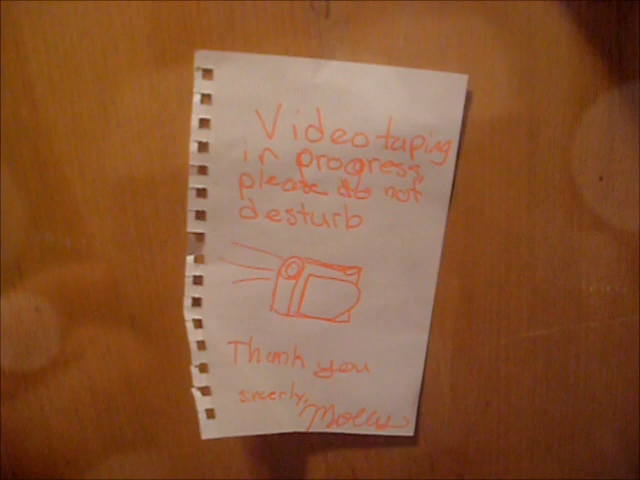 Videotaping
in progress,
please do not
desturb
Thank you
sincerly,
Molly